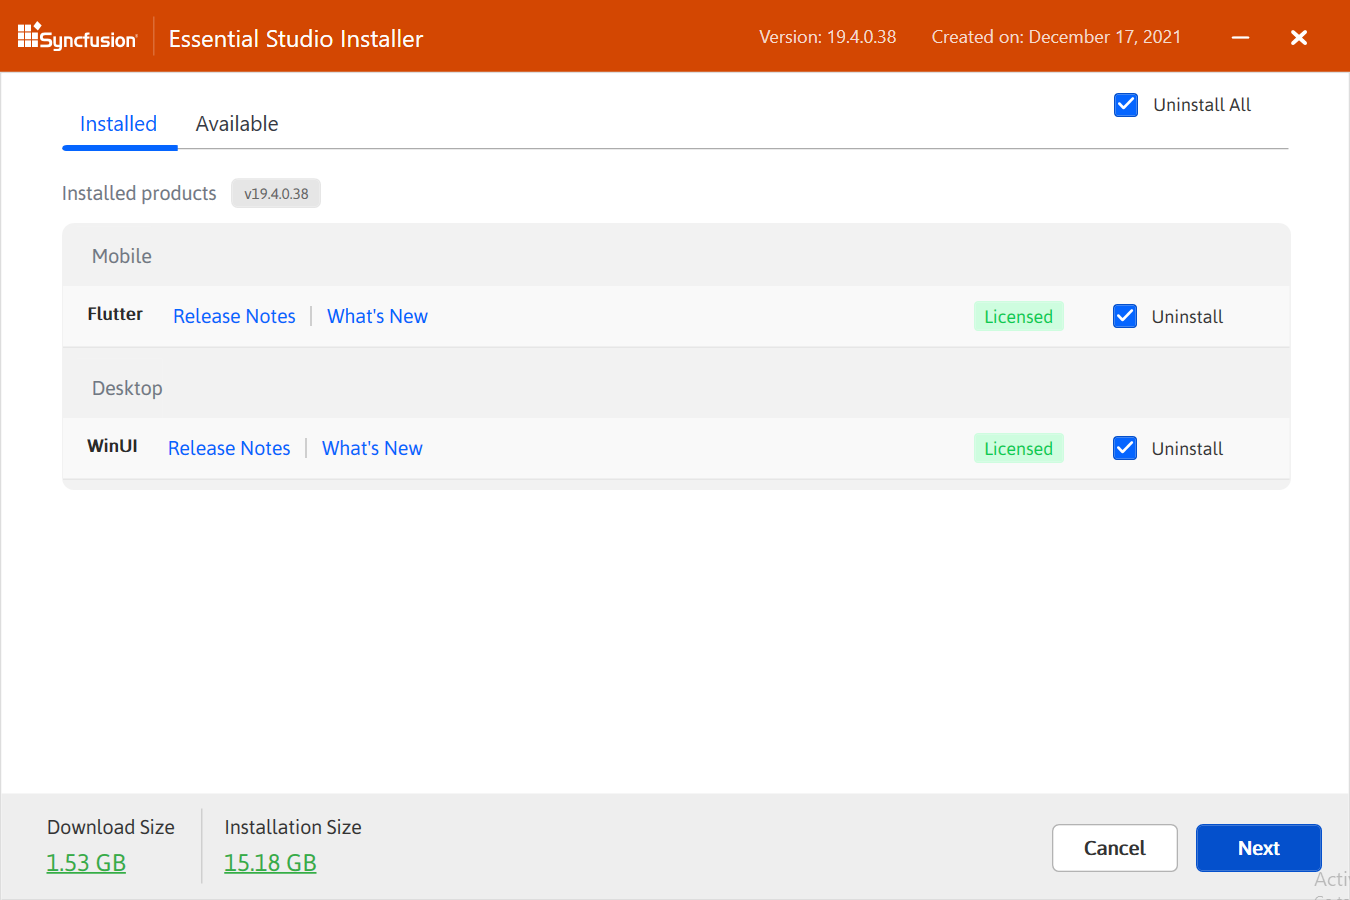 Syncfusion Essential Studio Installer Version: 19.4.0.38 Created on: December 17, 2021
Installed Available Uninstall All
Installed products v19.4.0.38
Mobile
Flutter Release Notes What's New Licensed Uninstall
Desktop
WinUI Release Notes What's New Licensed Uninstall
Download Size Installation Size
1.53 GB 15.18 GB
Cancel Next